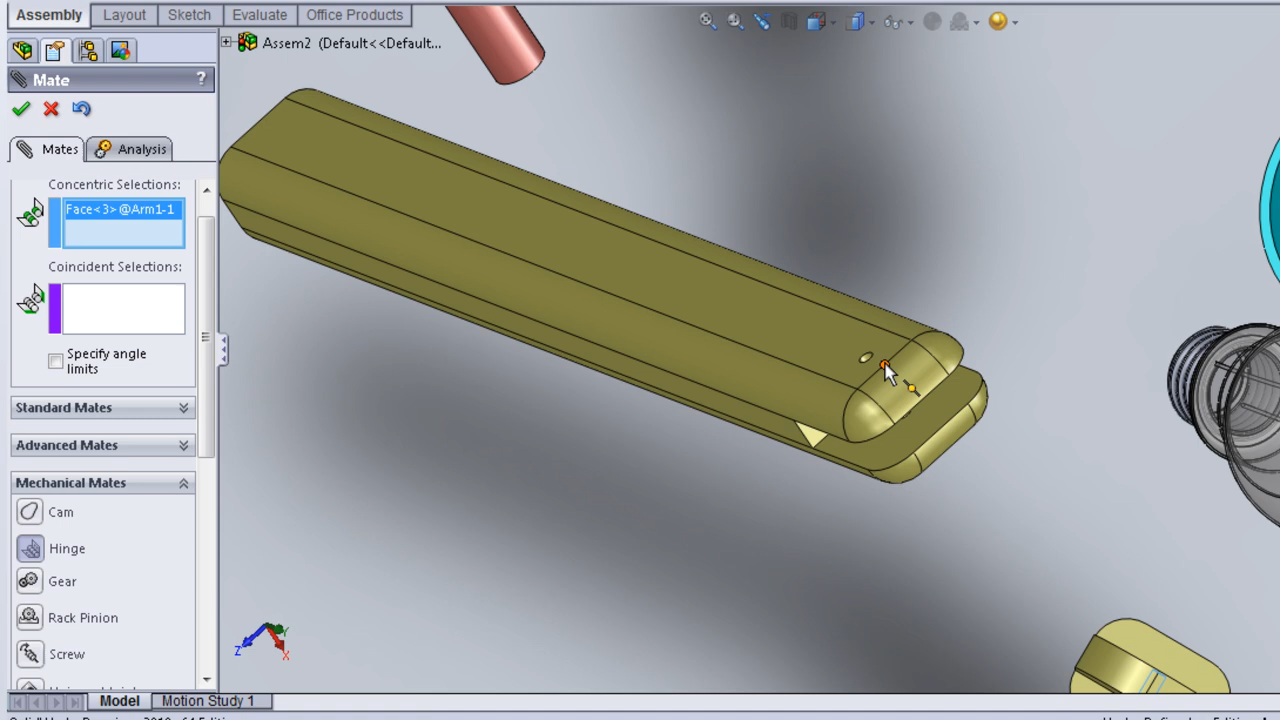 Assembly Layout Sketch Evaluate Office Products
Assem2 (Default<<Default...
Mate ?
Mates Analysis
Concentric Selections:
Face<3>@Arm1-1
Coincident Selections:
Specify angle
limits
Standard Mates
Advanced Mates
Mechanical Mates
Cam
Hinge
Gear
Rack Pinion
Screw
Z
X
Model Motion Study 1